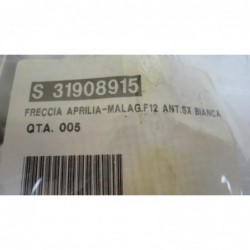 S 31908915
FRECCIA APRILIA-MALAG.F12 ANT.SX BIANCA
QTA. 005